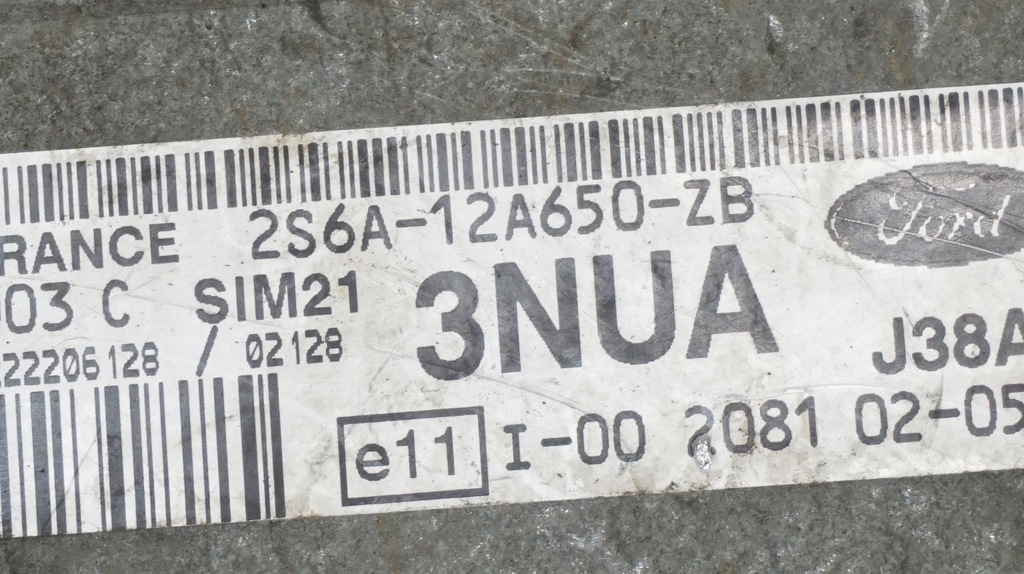 RANCE 2S6A-12A650-ZB Ford
03 C SIM21 3NUA J38A
22206128 / 02128
e11 I-00 2081 02-05